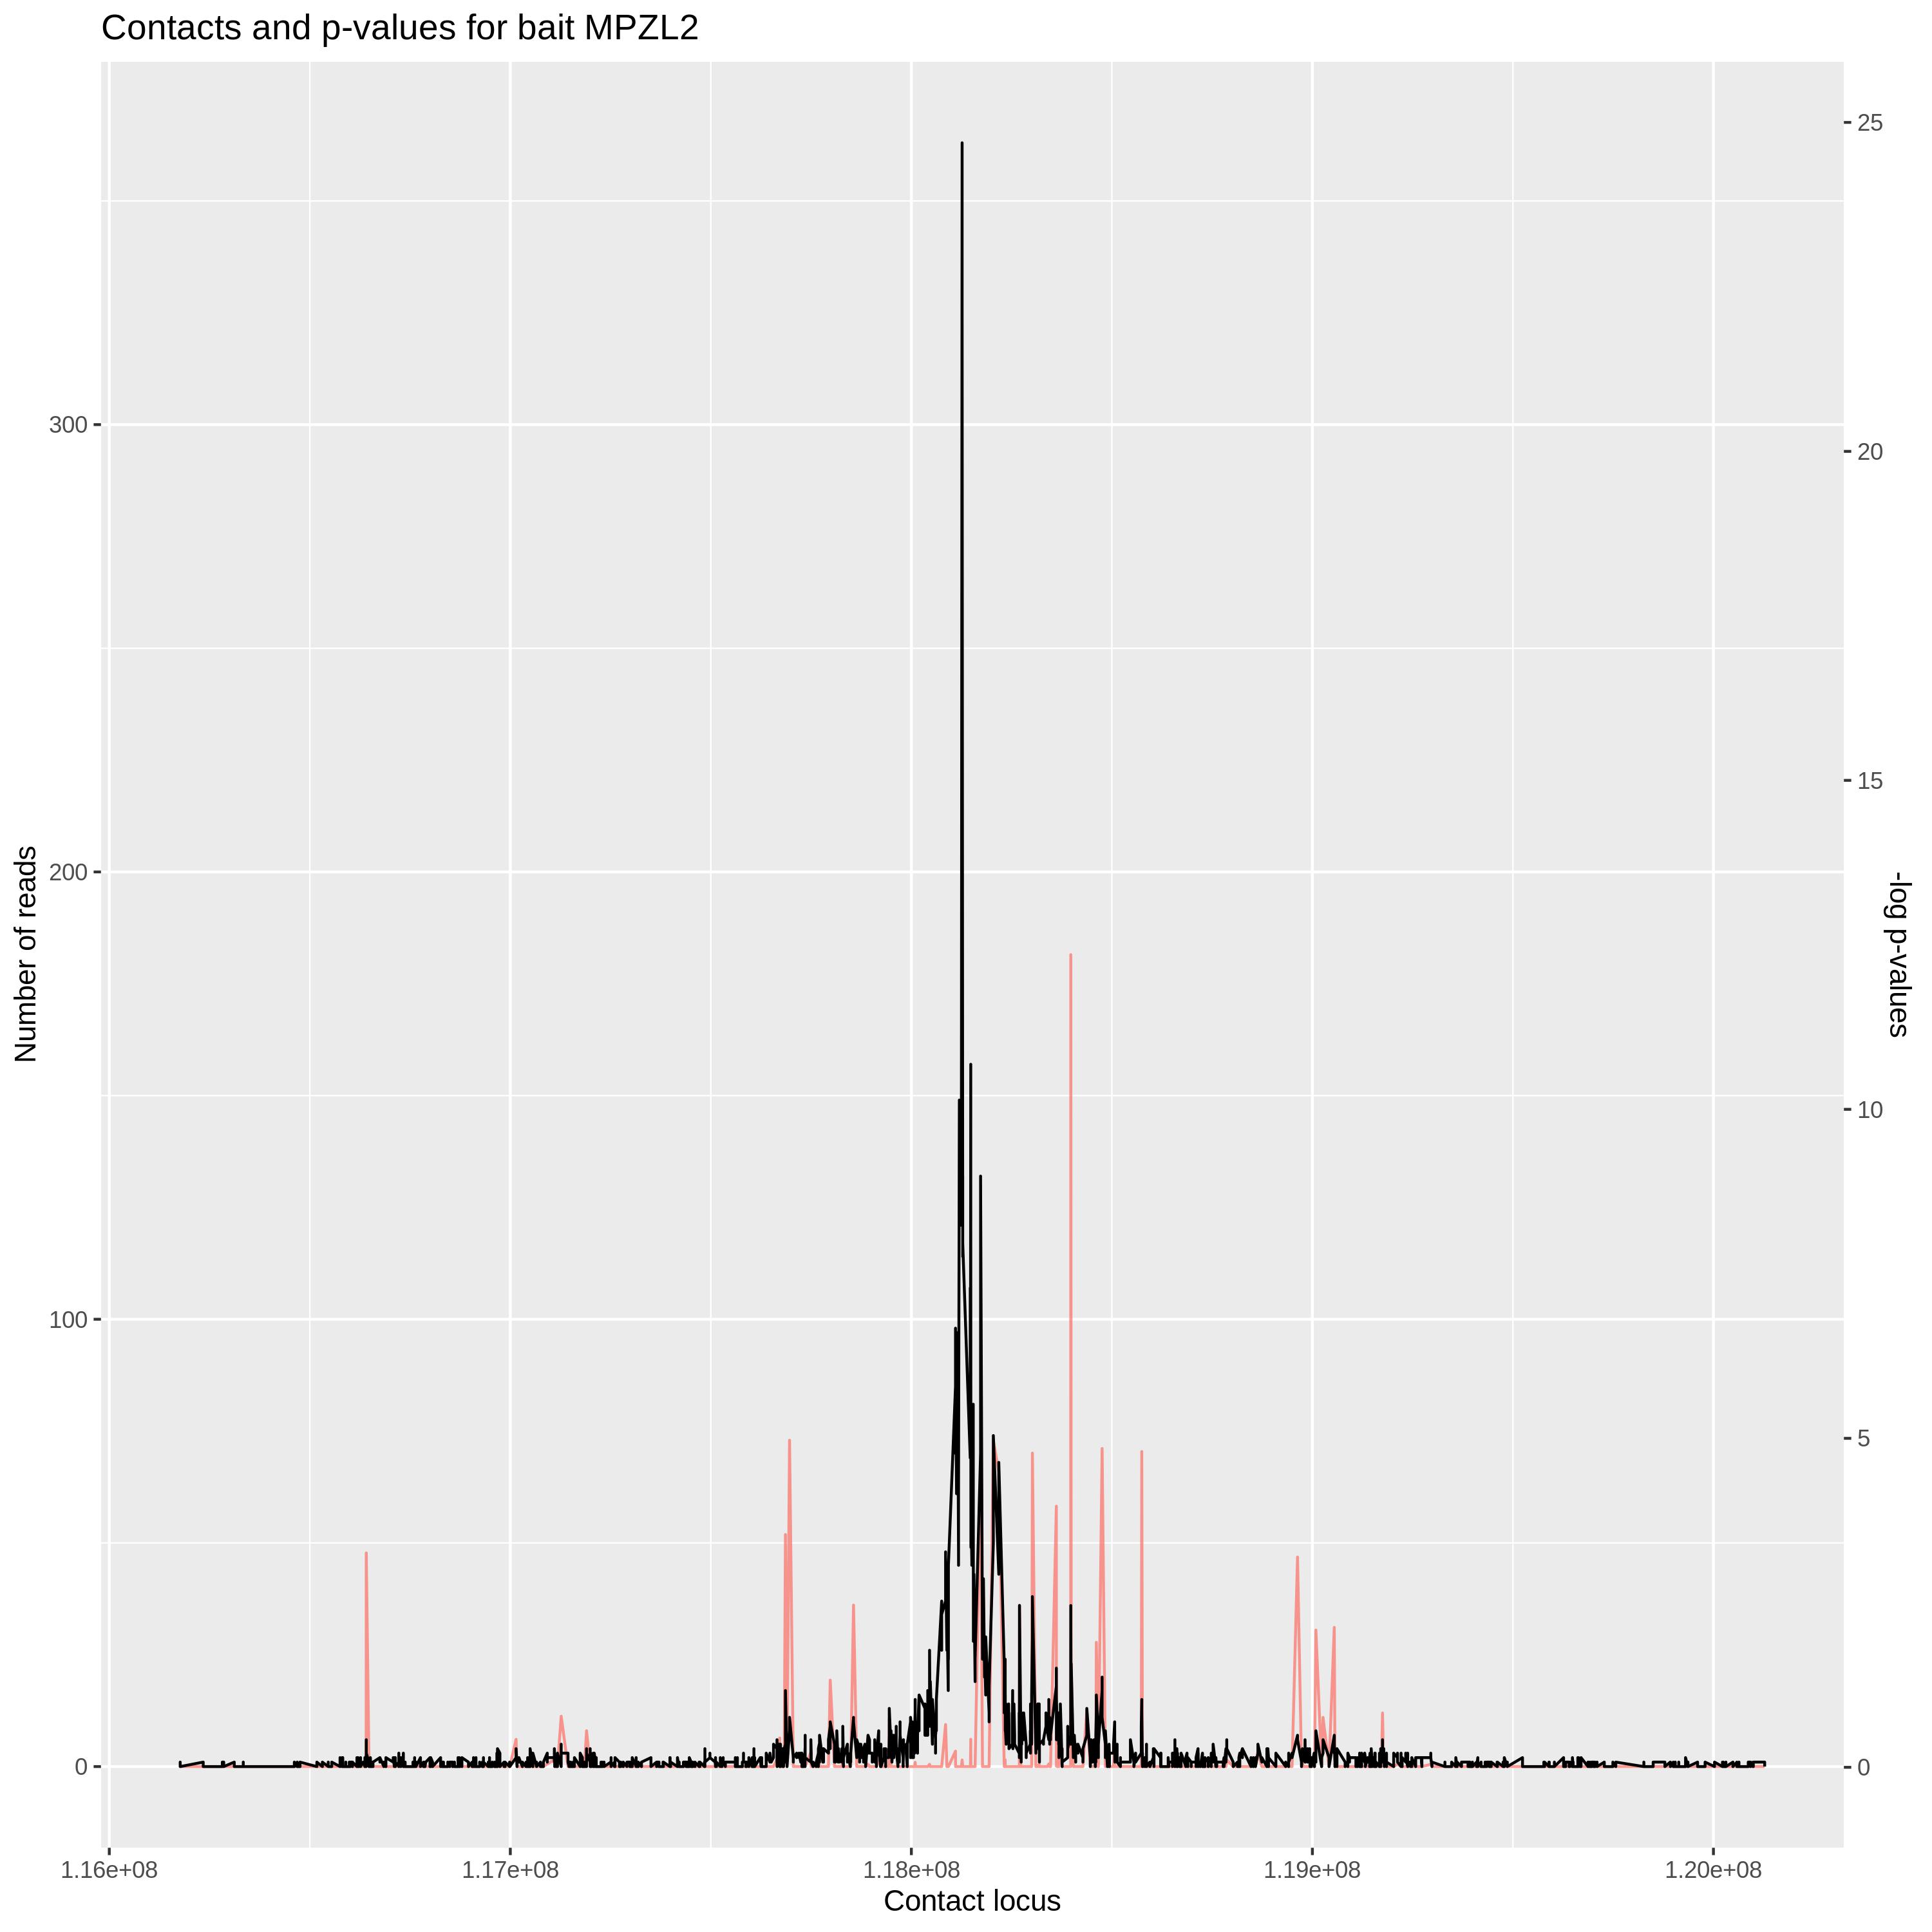 Contacts and p-values for bait MPZL2
Number of reads
300
200
100
0
25
20
15
10
5
0
-log p-values
1.16e+08 1.17e+08 1.18e+08 1.19e+08 1.20e+08
Contact locus